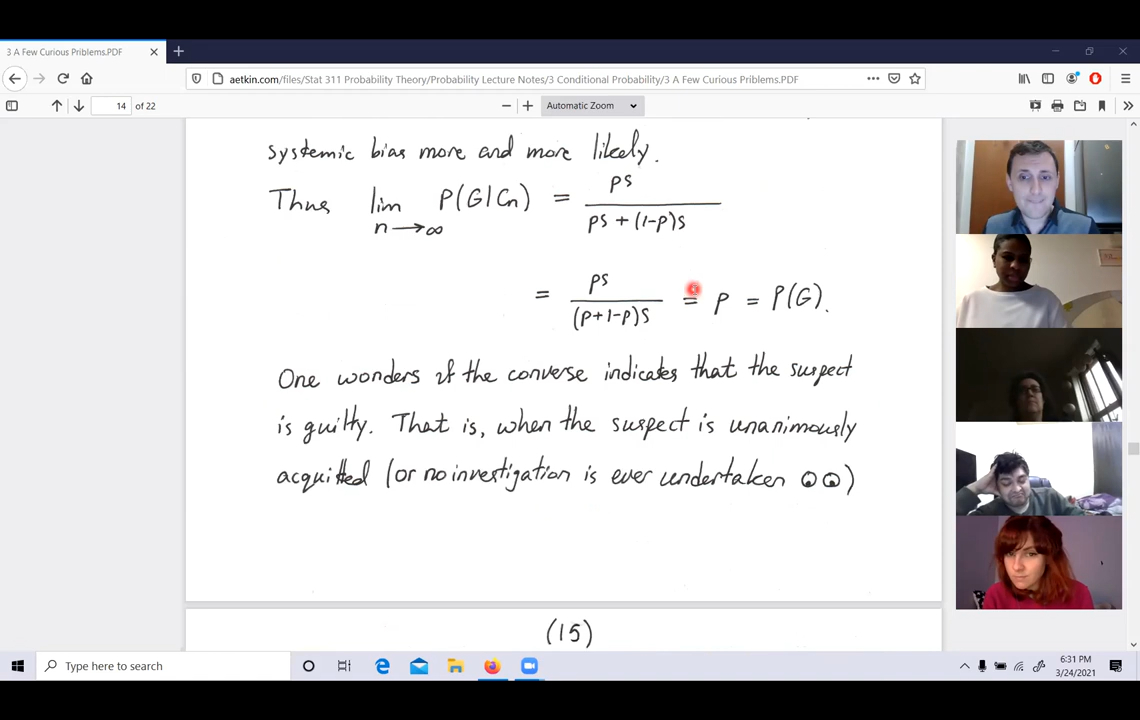 3 A Few Curious Priblems.PDF
aetkin.com/files/Stat 311 Probability Theory/Probability Lecture Notes/3 Conditional Probability/3 A Few Curious Priblems.PDF
14 of 22
Automatic Zoom
systemic bias more and more likely.
Thus lim n→∞ P(G|Cn) = ps / ps + (1-p)s
= ps / (p+1-p)s = p = P(G).
One wonders if the converse indicates that the suspect
is guilty. That is, when the suspect is unanimously
acquitted (or no investigation is ever undertaken
(15)
Type here to search
6:31 PM
3/24/2021